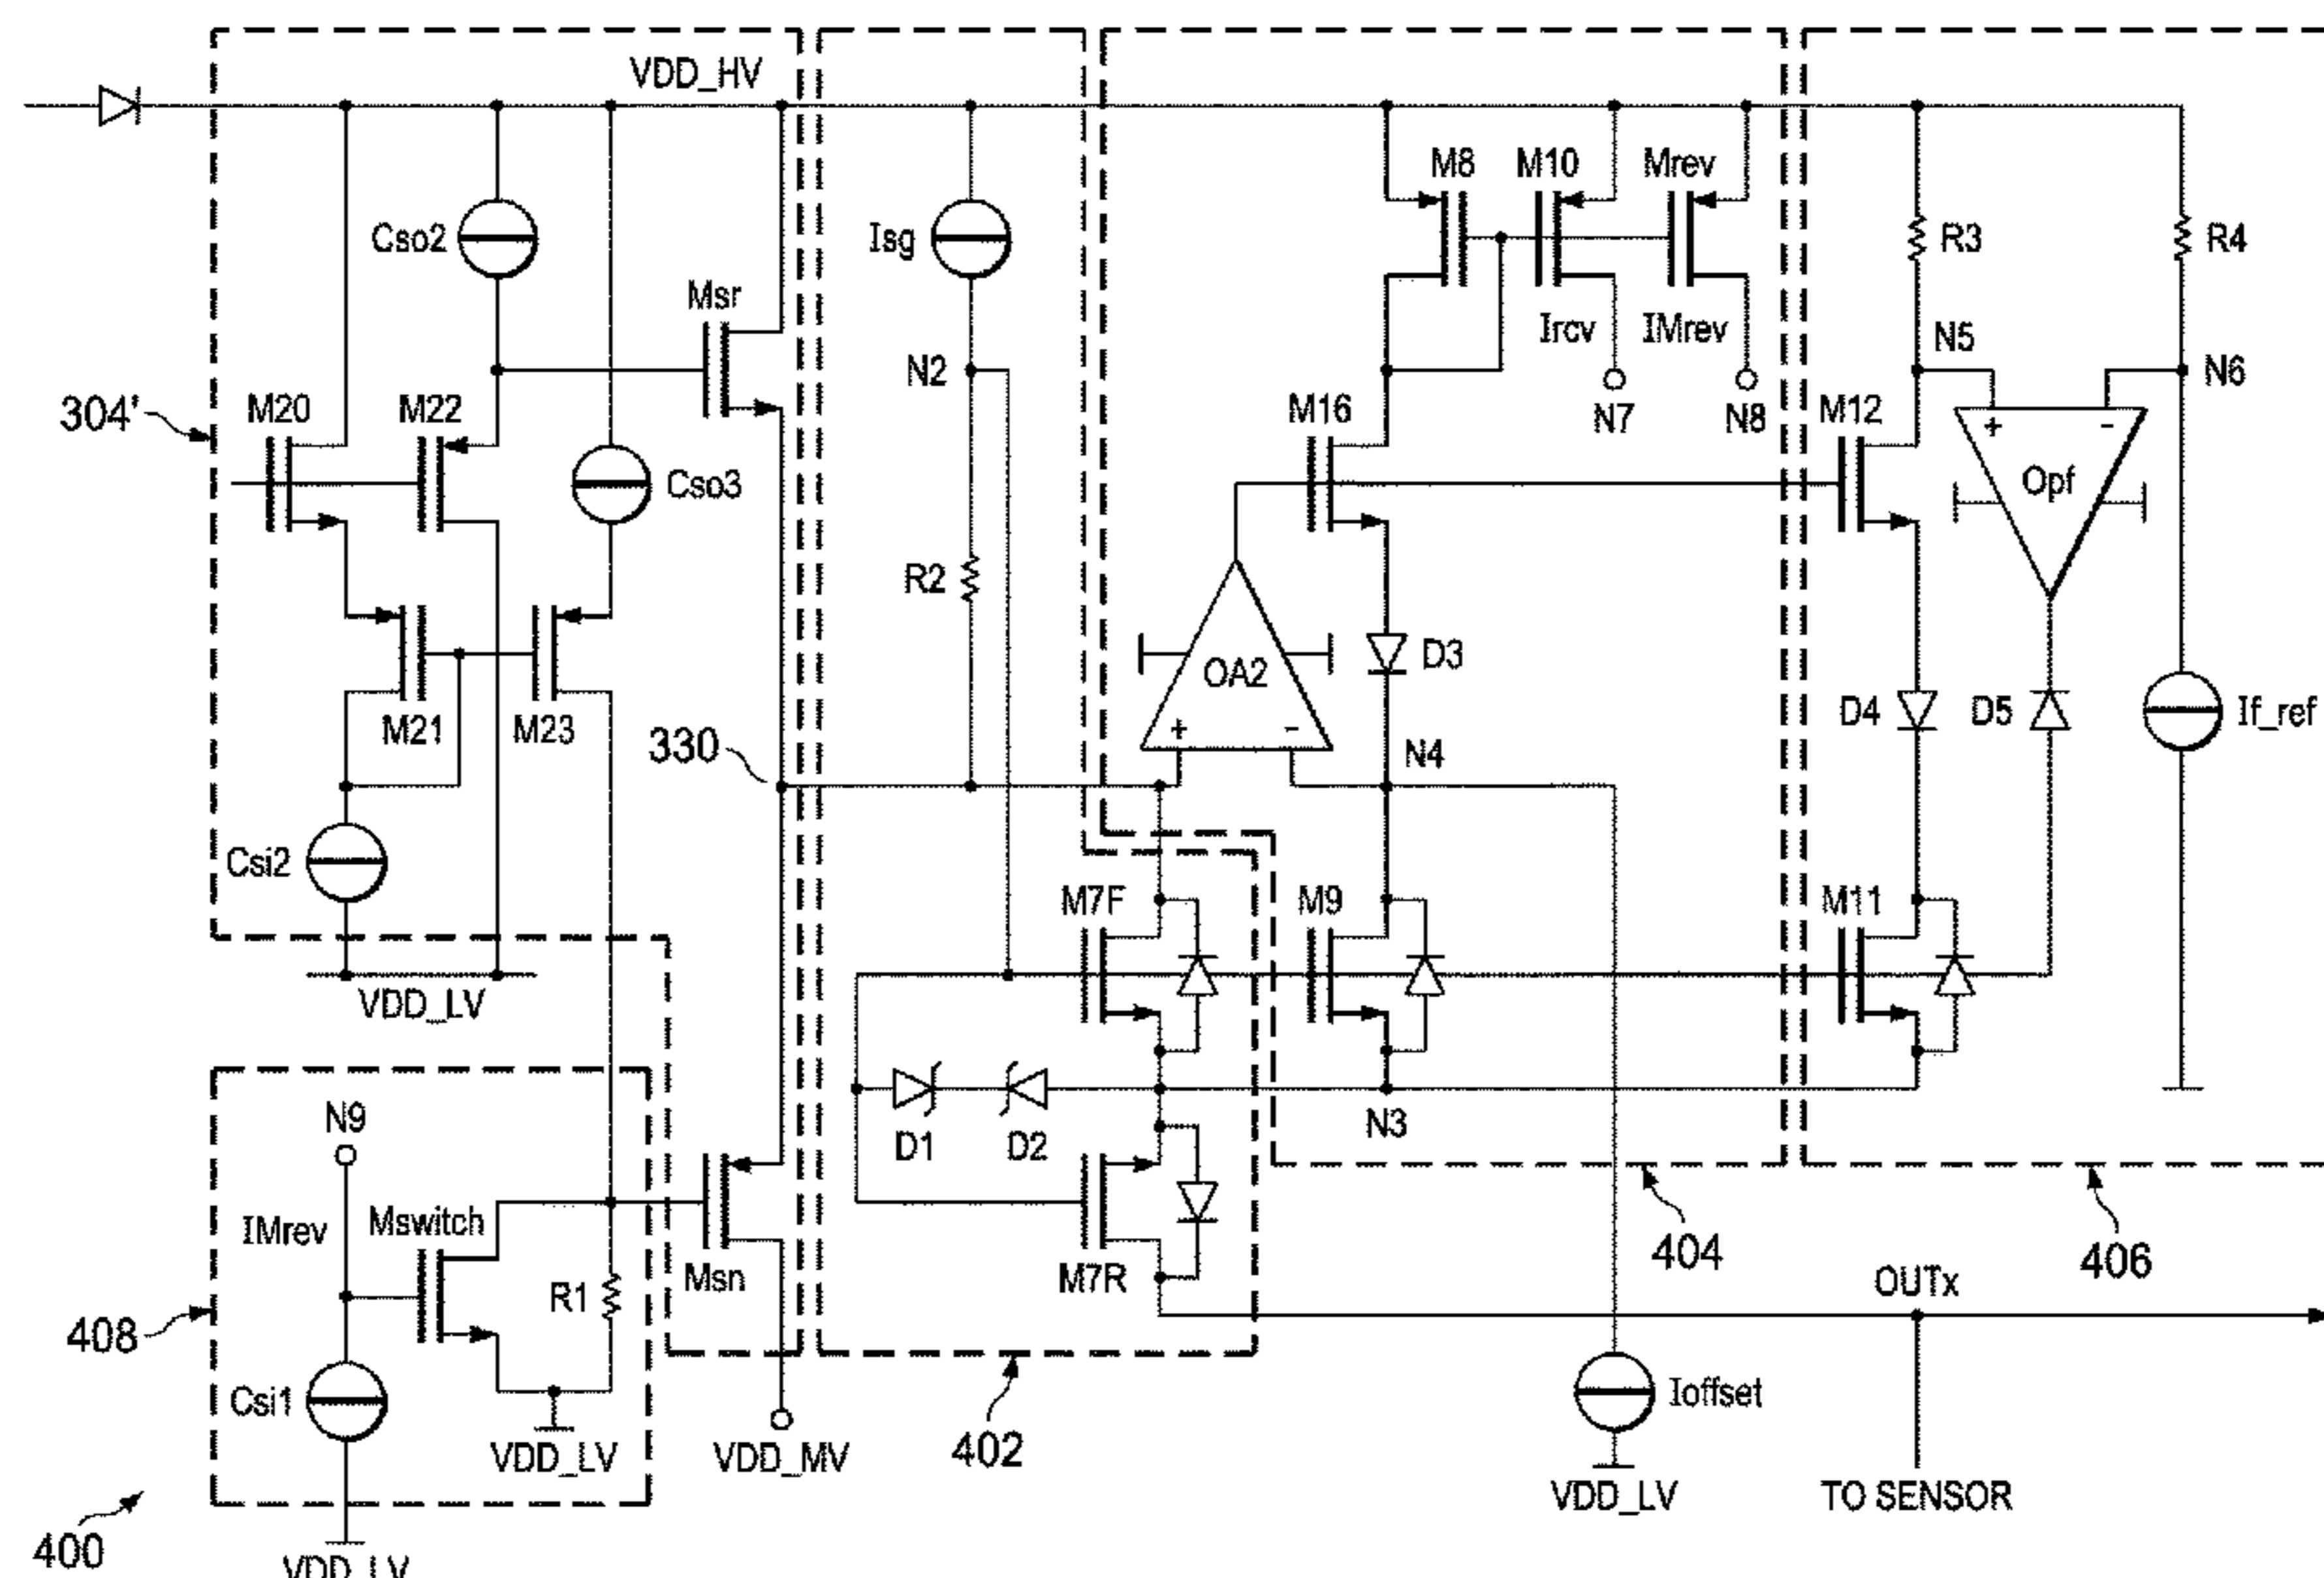 VDD_HV
M8
M10
Mrev
Cso2
Isg
R3
R4
Msr
Ircv
IMrev
N5
N2
N6
304'
M20
M22
M16
N7
N8
M12
+
-
Opf
Cso3
R2
D3
OA2
M21
M23
330
+
-
N4
D4
D5
If_ref
Csi2
M7F
M9
M11
VDD_LV
N9
D1
D2
N3
IMrev
Mswitch
R1
Msn
M7R
404
406
OUTx
408
Csi1
VDD_LV
VDD_MV
402
Ioffset
VDD_LV
TO SENSOR
400
VDD_LV